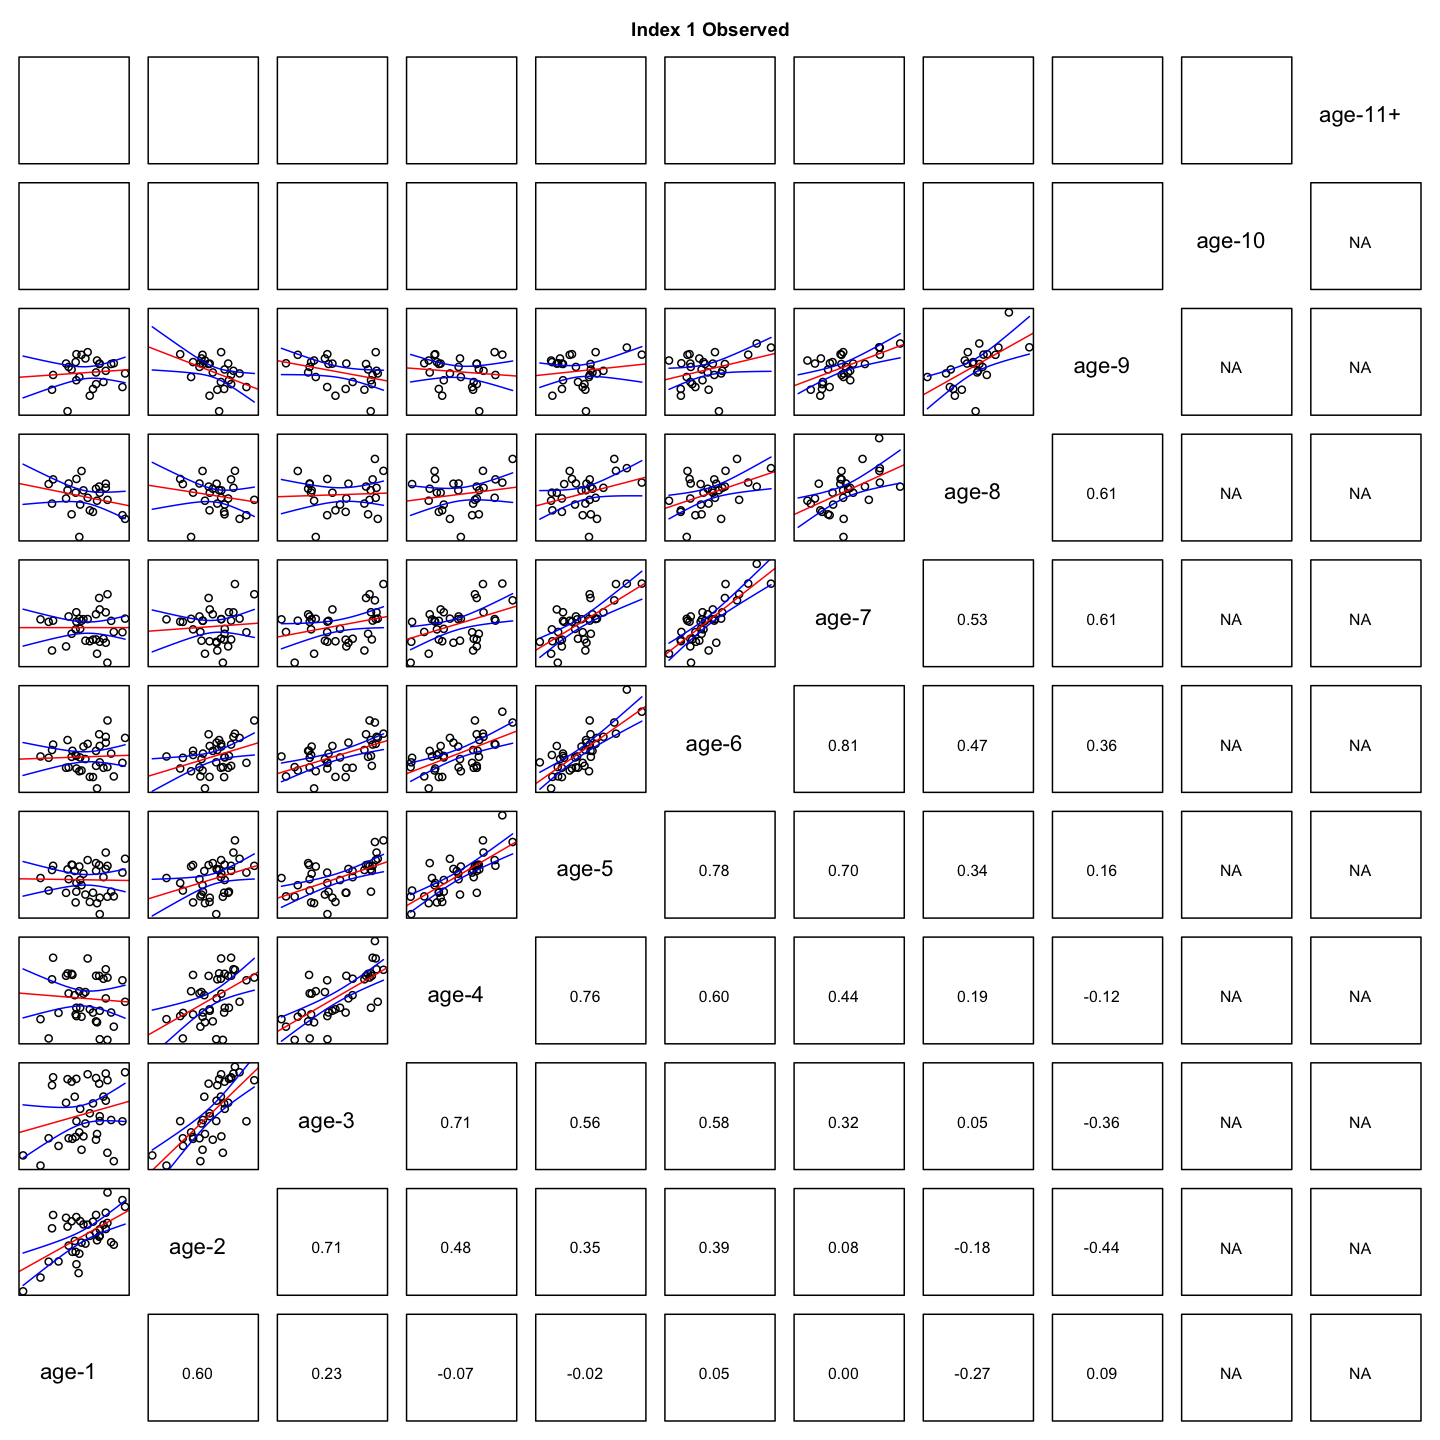 Index 1 Observed
age-11+
age-10 NA
age-9 NA NA
age-8 0.61 NA NA
age-7 0.53 0.61 NA NA
age-6 0.81 0.47 0.36 NA NA
age-5 0.78 0.70 0.34 0.16 NA NA
age-4 0.76 0.60 0.44 0.19 -0.12 NA NA
age-3 0.71 0.56 0.58 0.32 0.05 -0.36 NA NA
age-2 0.71 0.48 0.35 0.39 0.08 -0.18 -0.44 NA NA
age-1 0.60 0.23 -0.07 -0.02 0.05 0.00 -0.27 0.09 NA NA